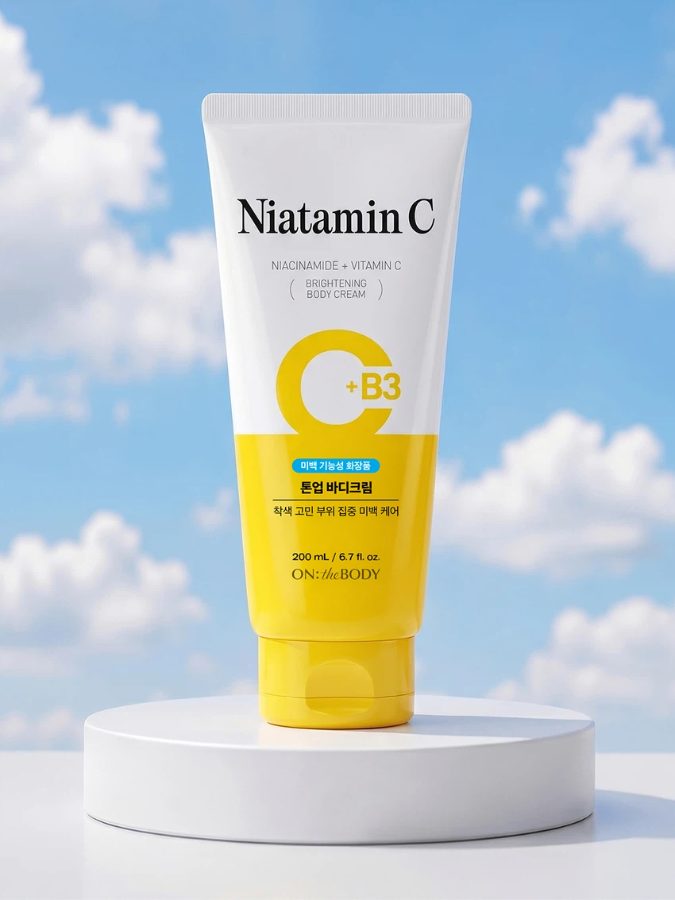 Niatamin C
NIACINAMIDE + VITAMIN C
( BRIGHTENING
BODY CREAM )
C
+B3
미백 기능성 화장품
톤업 바디크림
착색 고민 부위 집중 미백 케어
200 mL / 6.7 fl. oz.
ON: the BODY